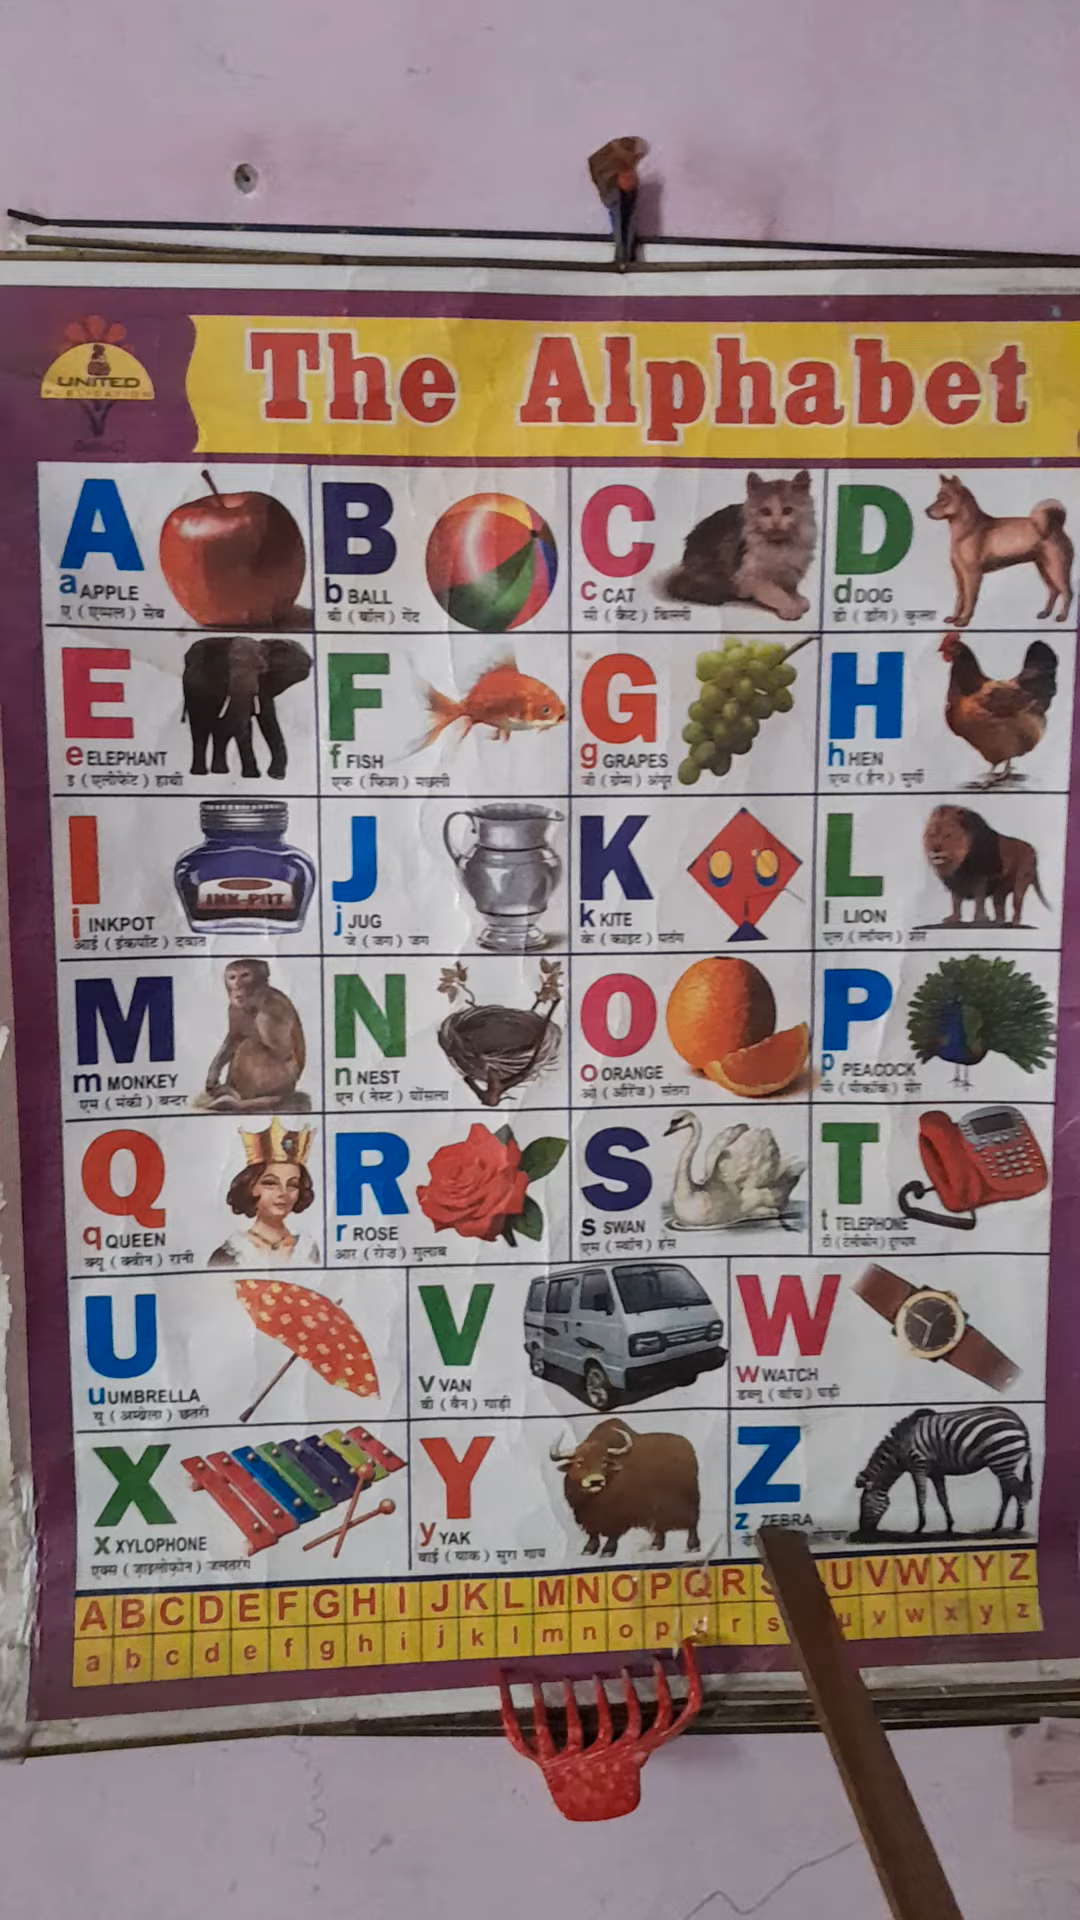 UNITED
PUBLICATION
The Alphabet
A
a APPLE
ए ( एप्पल ) सेब
B
b BALL
बी ( बॉल ) गेंद
C
c CAT
सी ( कैट ) बिल्ली
D
d DOG
डी ( डॉग ) कुत्ता
E
e ELEPHANT
इ ( एलीफेंट ) हाथी
F
f FISH
एफ ( फिश ) मछली
G
g GRAPES
जी ( ग्रेप्स ) अंगूर
H
h HEN
एच ( हैन ) मुर्गी
I
i INKPOT
आई ( इंकपॉट ) दवात
INK-POTT
J
j JUG
जे ( जग ) जग
K
k KITE
के ( काइट ) पतंग
L
l LION
एल ( लॉयन ) शेर
M
m MONKEY
एम ( मंकी ) बन्दर
N
n NEST
एन ( नेस्ट ) घोंसला
O
o ORANGE
ओ ( ऑरेंज ) संतरा
P
p PEACOCK
पी ( पीकॉक ) मोर
Q
q QUEEN
क्यू ( क्वीन ) रानी
R
r ROSE
आर ( रोज ) गुलाब
S
s SWAN
एस ( स्वॉन ) हंस
T
t TELEPHONE
टी ( टेलीफोन )
U
u UMBRELLA
यू ( अम्ब्रेला ) छतरी
V
v VAN
वी ( वैन ) गाड़ी
W
w WATCH
डब्लू ( वॉच ) घड़ी
X
x XYLOPHONE
एक्स ( ज़ाइलोफ़ोन ) जलतरंग
Y
y YAK
वाई ( याक ) सुरा गाय
Z
z ZEBRA
A B C D E F G H I J K L M N O P Q R S U V W X Y Z
a b c d e f g h i j k l m n o p q r s u v w x y z